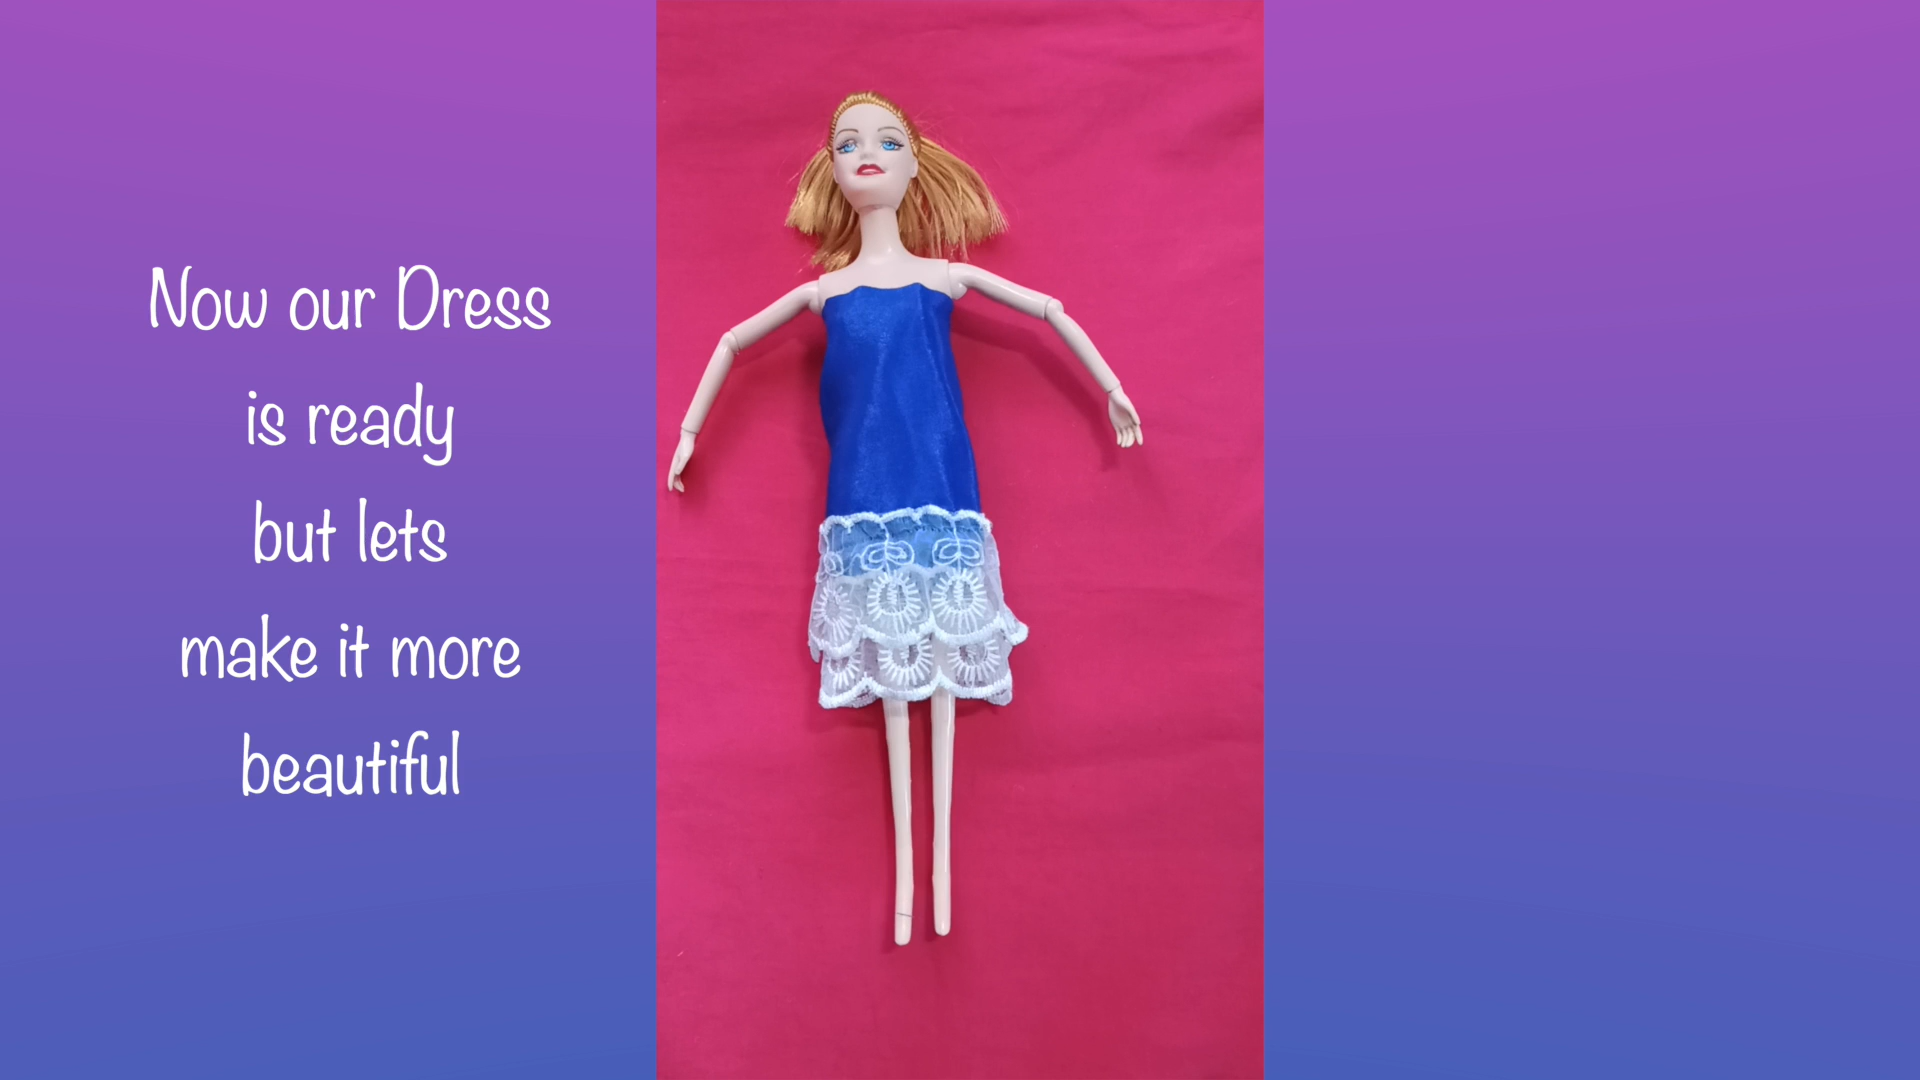 Now our Dress
is ready
but lets
make it more
beautiful